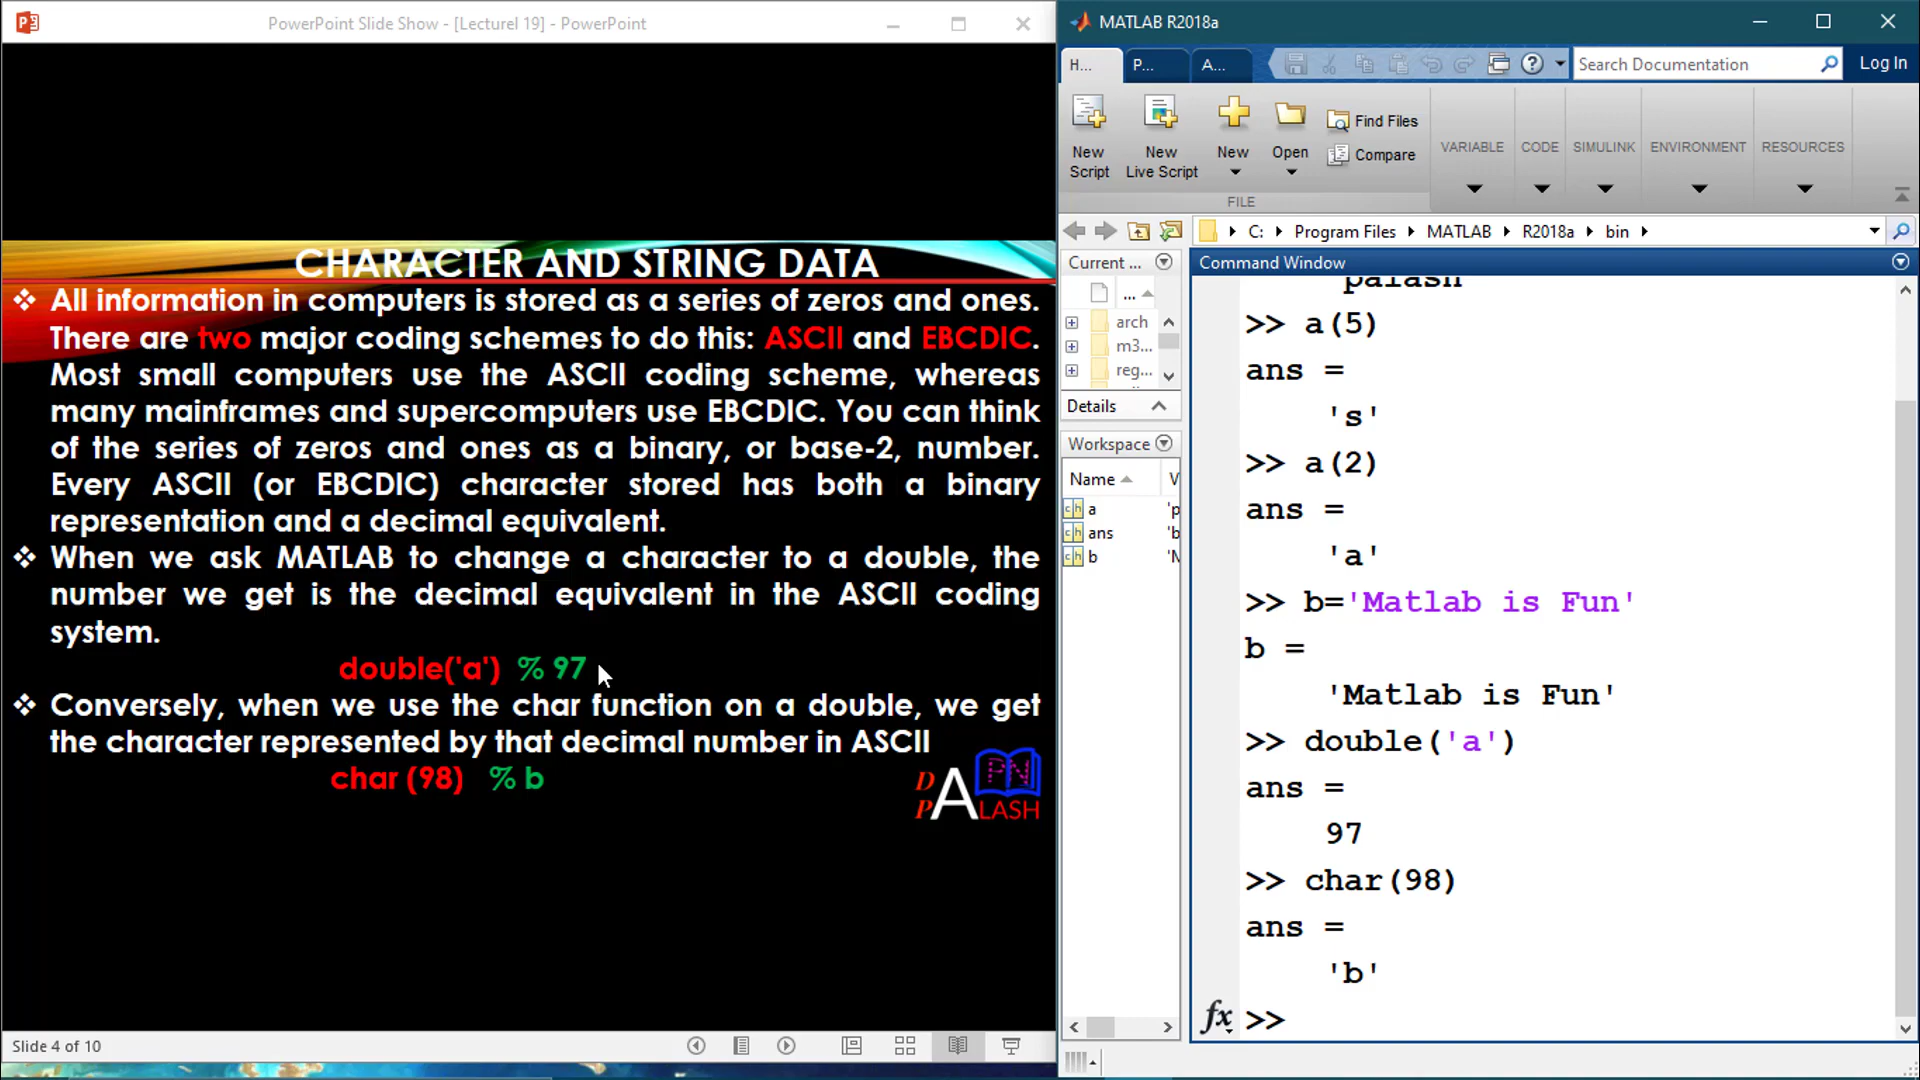 PowerPoint Slide Show - [Lecturel 19] - PowerPoint
CHARACTER AND STRING DATA
❖ All information in computers is stored as a series of zeros and ones.
There are two major coding schemes to do this: ASCII and EBCDIC.
Most small computers use the ASCII coding scheme, whereas
many mainframes and supercomputers use EBCDIC. You can think
of the series of zeros and ones as a binary, or base-2, number.
Every ASCII (or EBCDIC) character stored has both a binary
representation and a decimal equivalent.
❖ When we ask MATLAB to change a character to a double, the
number we get is the decimal equivalent in the ASCII coding
system.
double('a') % 97
❖ Conversely, when we use the char function on a double, we get
the character represented by that decimal number in ASCII
char (98) % b
D PN
PALASH
Slide 4 of 10
MATLAB R2018a
H... P... A... Search Documentation Log In
New Script
New Live Script
New
Open
Find Files
Compare
FILE
VARIABLE CODE SIMULINK ENVIRONMENT RESOURCES
C: Program Files MATLAB R2018a bin
Current ...
...
arch
m3...
reg...
Details
Workspace
Name V
a 'p
ans 'b
b 'M
Command Window
'palash'
>> a(5)
ans =
's'
>> a(2)
ans =
'a'
>> b='Matlab is Fun'
b =
'Matlab is Fun'
>> double('a')
ans =
97
>> char(98)
ans =
'b'
fx >>